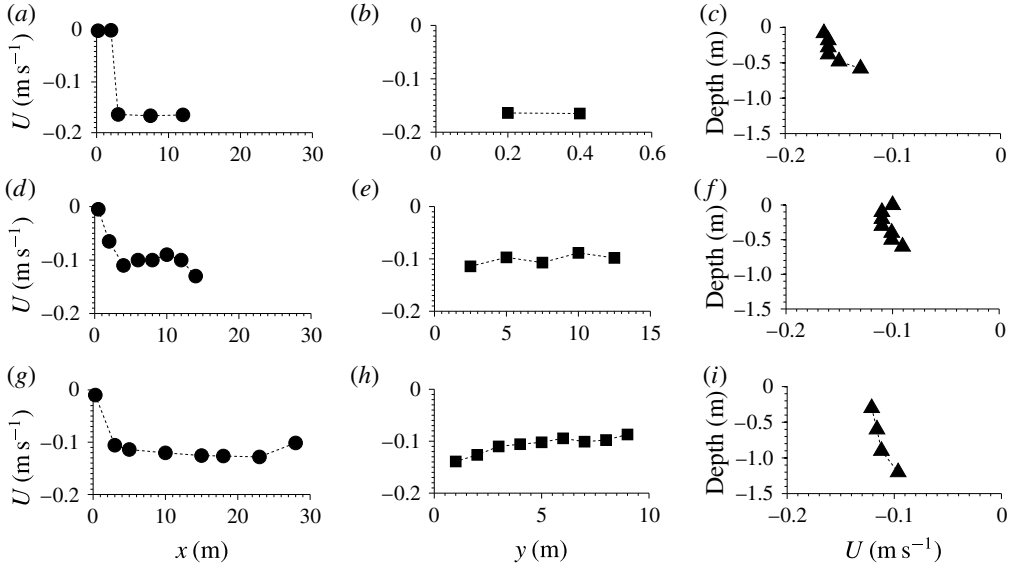 (a)
0
−0.1
−0.2
U (m s⁻¹)
0 10 20 30
(b)
0
−0.1
−0.2
0 0.2 0.4 0.6
(c)
0
−0.5
−1.0
−1.5
Depth (m)
−0.2 −0.1 0
(d)
0
−0.1
−0.2
U (m s⁻¹)
0 10 20 30
(e)
0
−0.1
−0.2
0 5 10 15
(f)
0
−0.5
−1.0
−1.5
Depth (m)
−0.2 −0.1 0
(g)
0
−0.1
−0.2
U (m s⁻¹)
0 10 20 30
x (m)
(h)
0
−0.1
−0.2
0 5 10
y (m)
(i)
0
−0.5
−1.0
−1.5
Depth (m)
−0.2 −0.1 0
U (m s⁻¹)